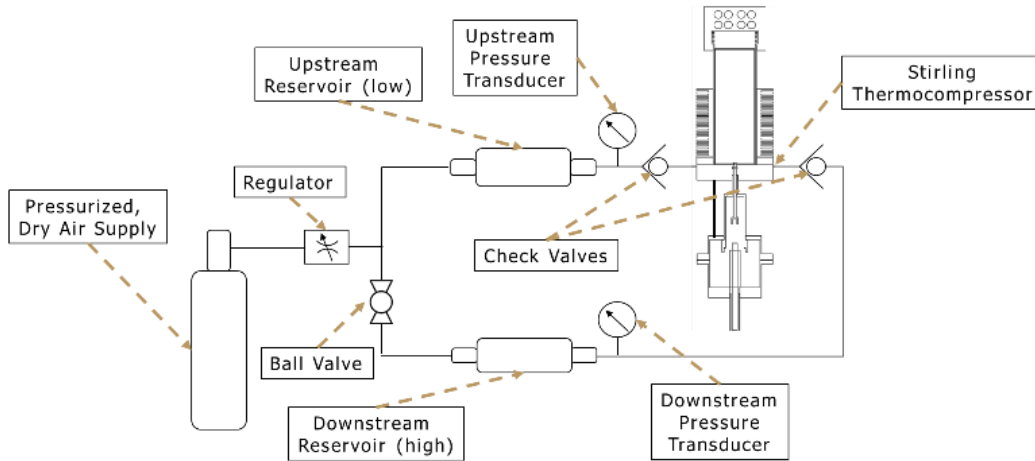 Upstream
Pressure
Transducer
Upstream
Reservoir (low)
Stirling
Thermocompressor
Regulator
Pressurized,
Dry Air Supply
Check Valves
Ball Valve
Downstream
Reservoir (high)
Downstream
Pressure
Transducer